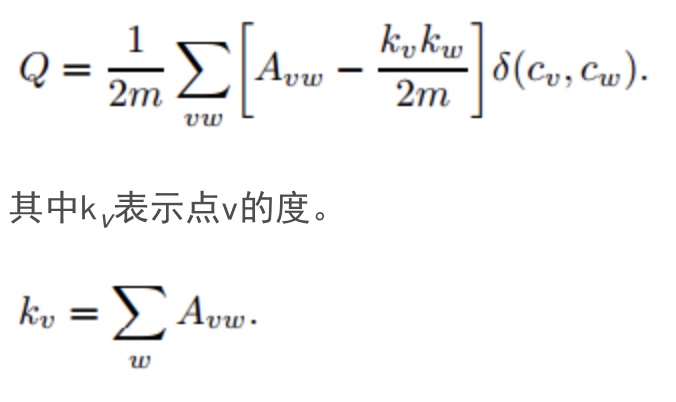 Q = \frac{1}{2m} \sum_{vw} \left[ A_{vw} - \frac{k_v k_w}{2m} \right] \delta(c_v, c_w).
其中k_v表示点v的度。
k_v = \sum_{w} A_{vw}.